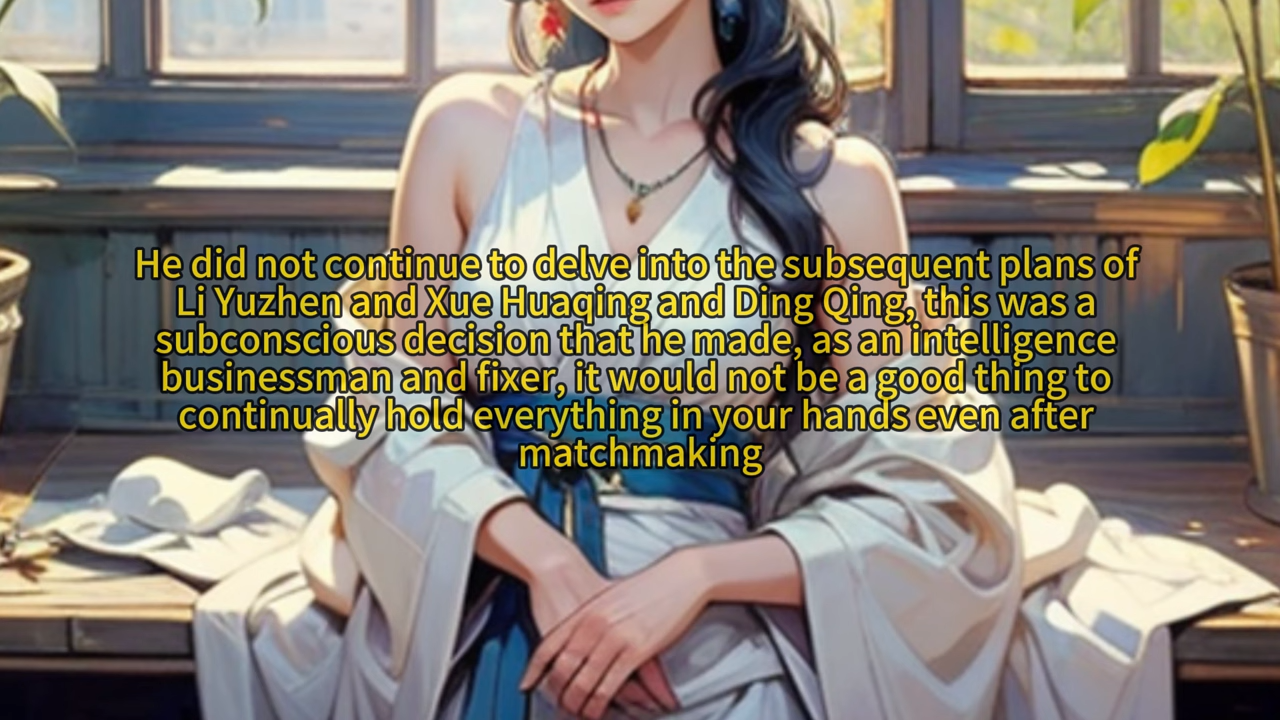 He did not continue to delve into the subsequent plans of
Li Yuzhen and Xue Huaqing and Ding Qing, this was a
subconscious decision that he made, as an intelligence
businessman and fixer, it would not be a good thing to
continually hold everything in your hands even after
matchmaking